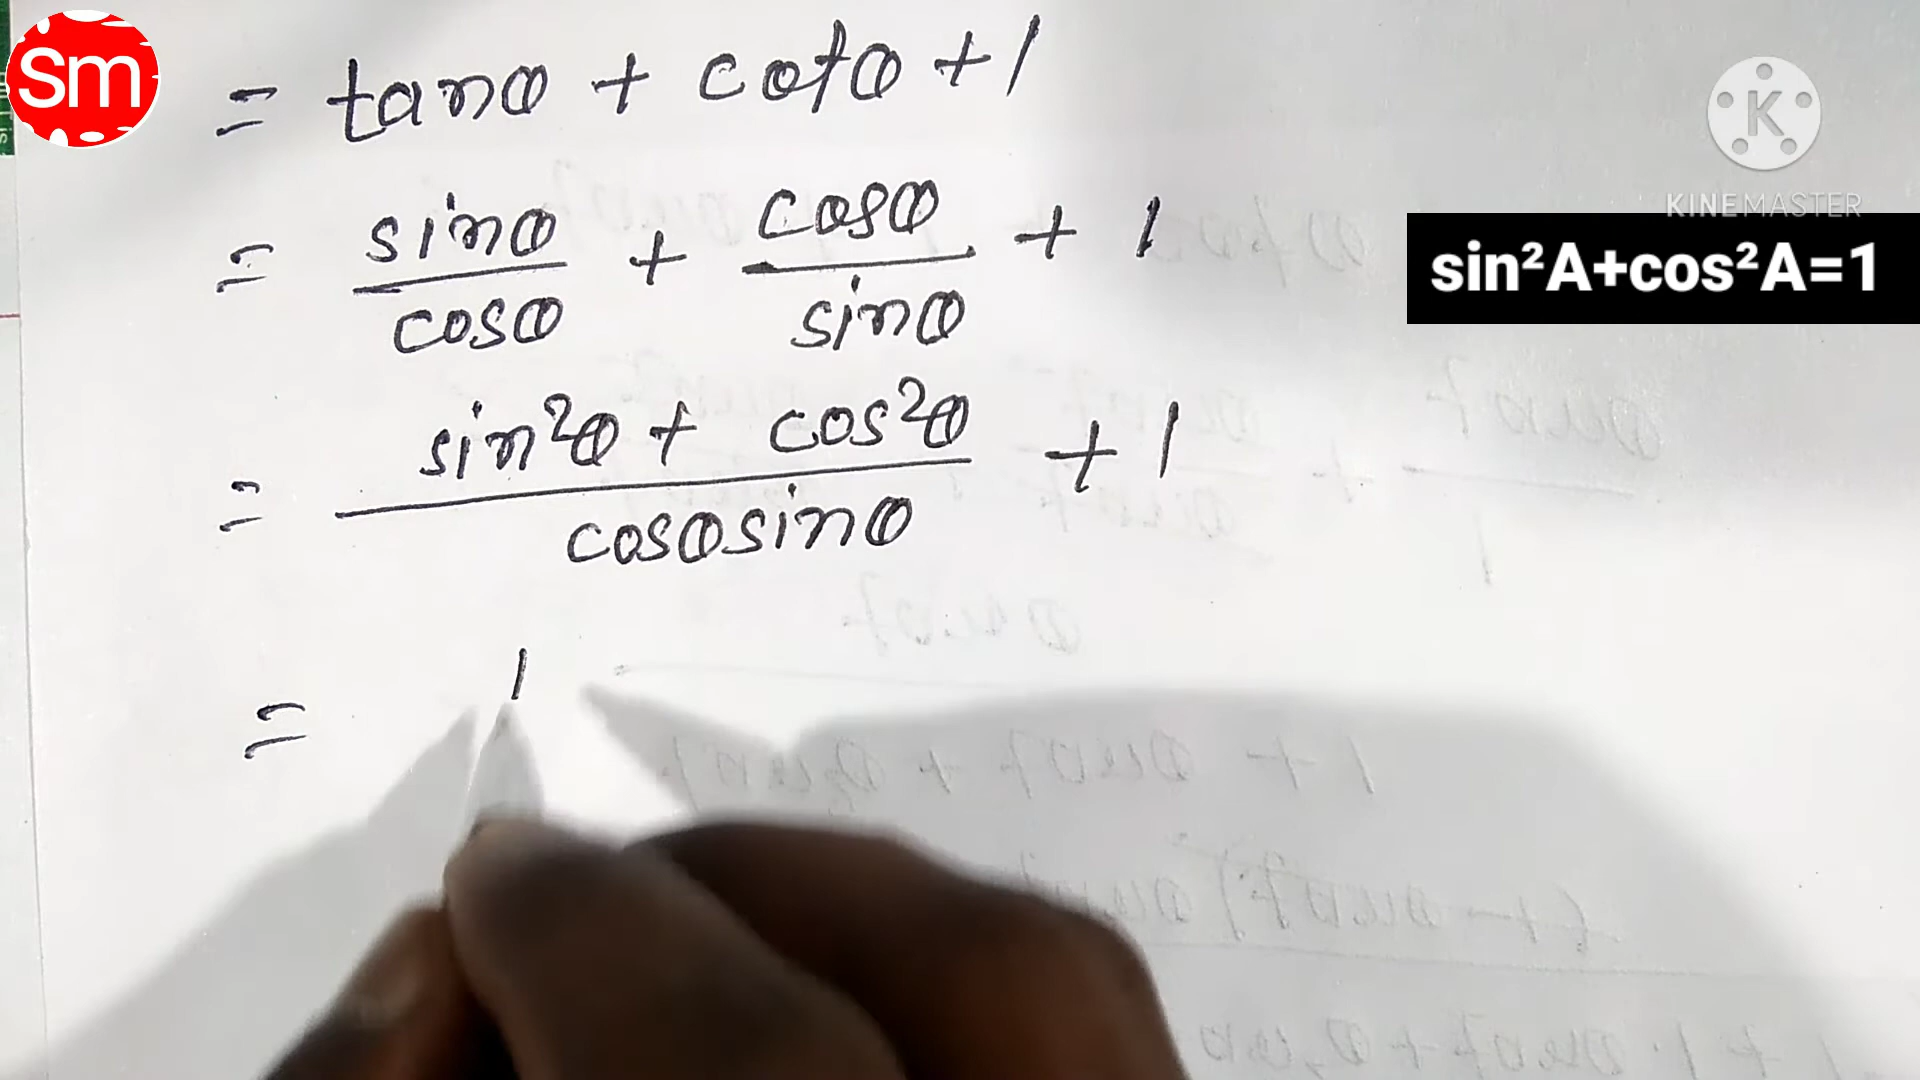 Sm
= tanθ + cotθ + 1
= sinθ/cosθ + cosθ/sinθ + 1
KINEMASTER
sin²A+cos²A=1
= sin²θ + cos²θ/cosθsinθ + 1
= 1